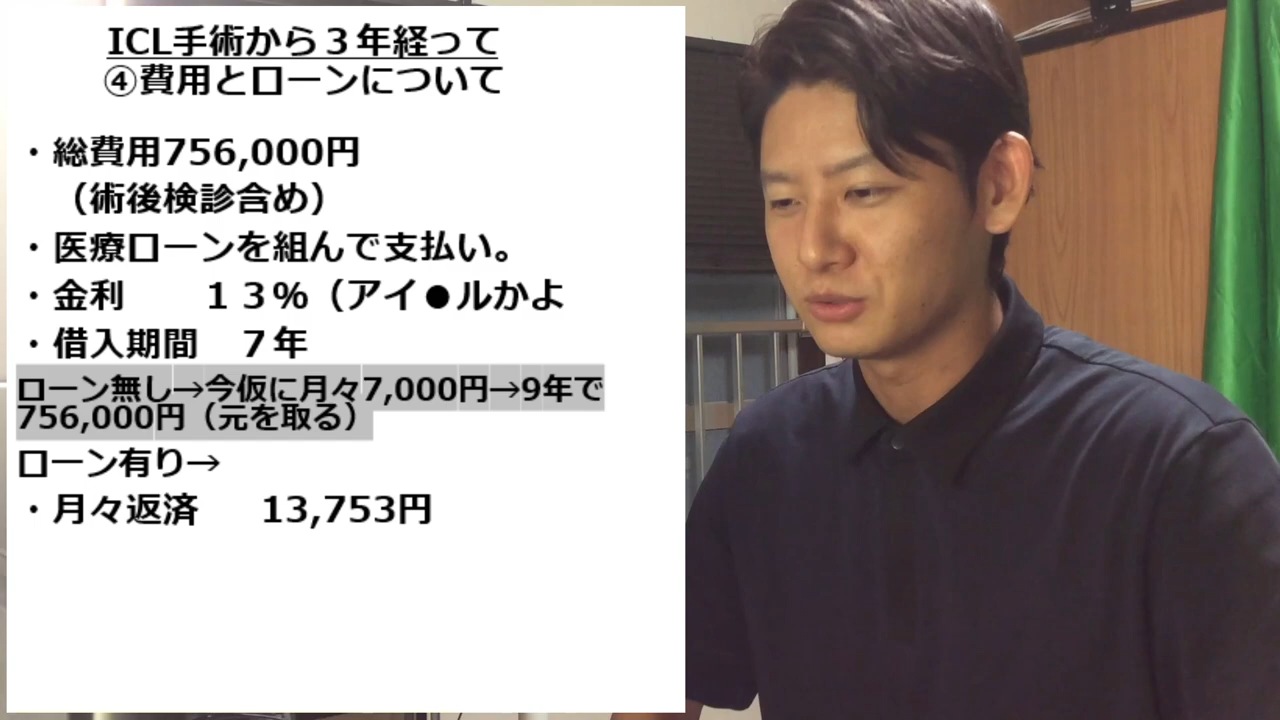 ICL手術から３年経って
④費用とローンについて
・総費用756,000円
（術後検診含め）
・医療ローンを組んで支払い。
・金利　　１３％（アイ●ルかよ
・借入期間　７年
ローン無し→今仮に月々7,000円→9年で
756,000円（元を取る）
ローン有り→
・月々返済　 13,753円